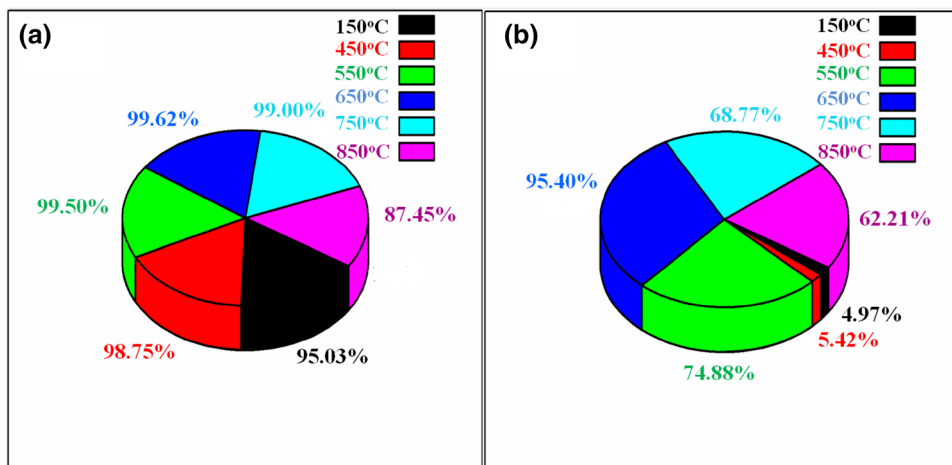 (a)
150°C
450°C
550°C
650°C
750°C
850°C
99.62%
99.00%
99.50%
87.45%
98.75%
95.03%
(b)
150°C
450°C
550°C
650°C
750°C
850°C
68.77%
95.40%
62.21%
4.97%
5.42%
74.88%